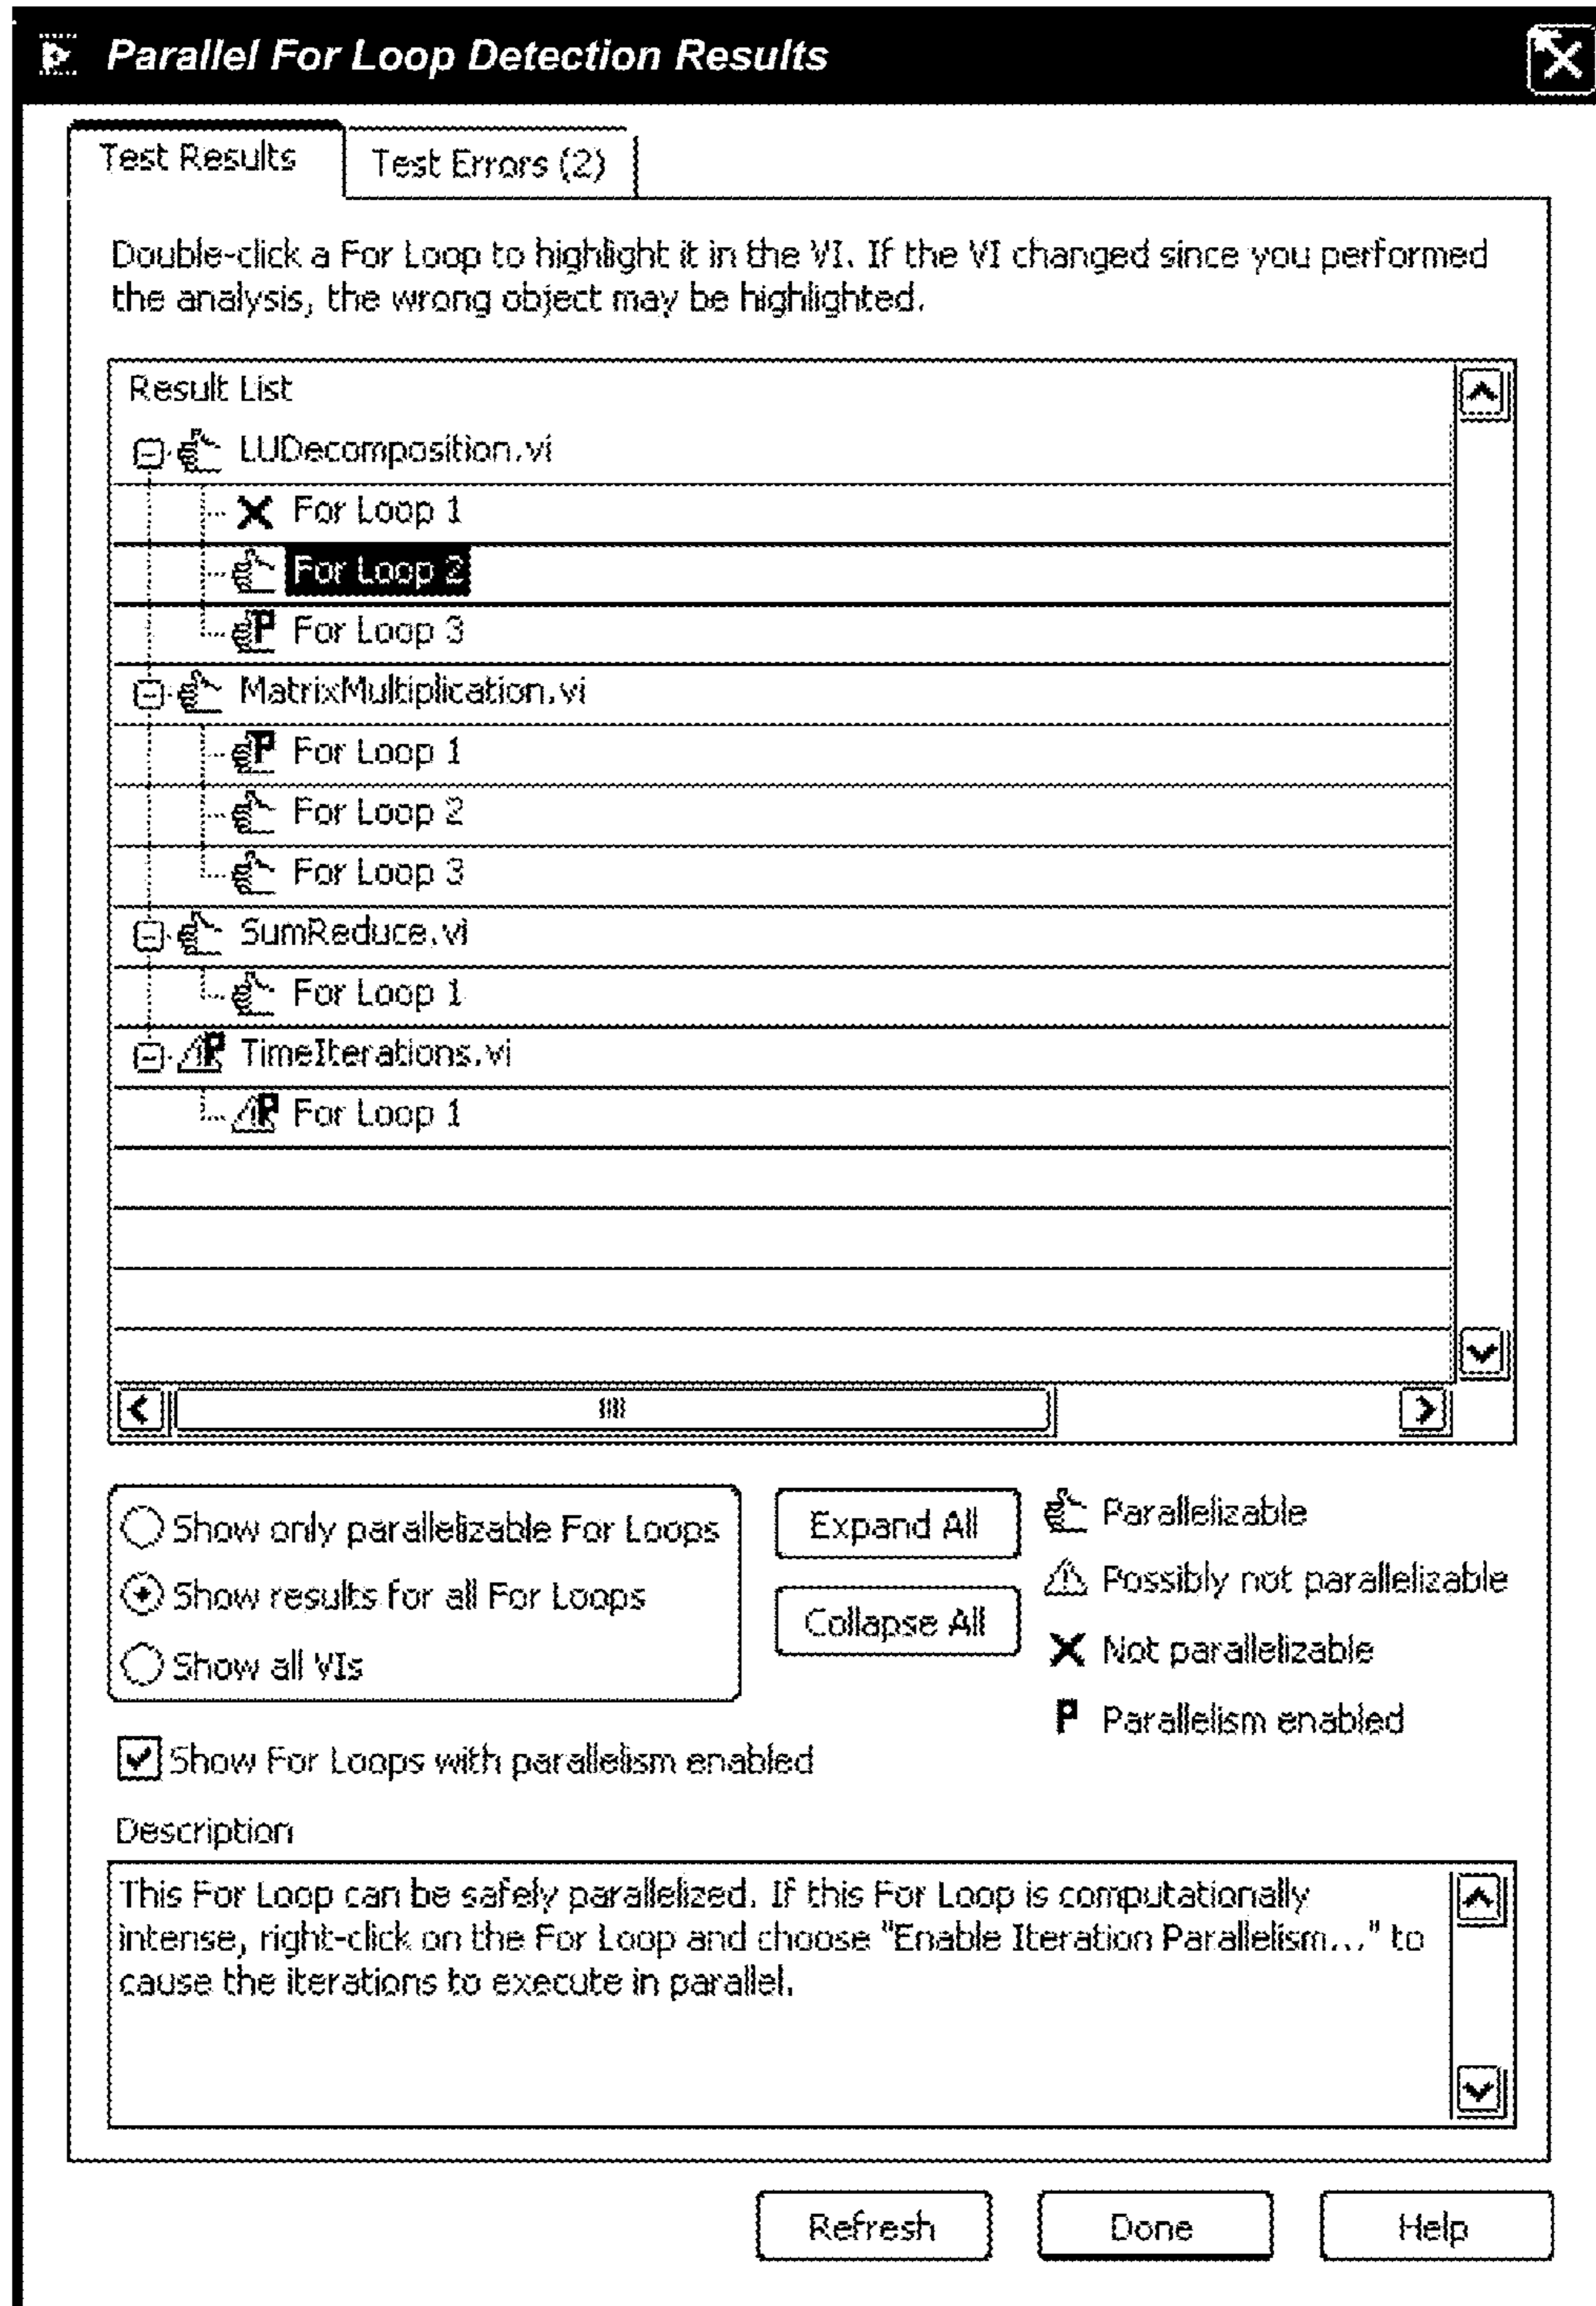 Parallel For Loop Detection Results
Test Results
Test Errors (2)
Double-click a For Loop to highlight it in the VI. If the VI changed since you performed
the analysis, the wrong object may be highlighted.
Result List
LUDecomposition.vi
For Loop 1
For Loop 2
P For Loop 3
MatrixMultiplication.vi
P For Loop 1
For Loop 2
For Loop 3
SumReduce.vi
For Loop 1
P TimeIterations.vi
P For Loop 1
Show only parallelizable For Loops
Show results for all For Loops
Show all VIs
Expand All
Collapse All
Parallelizable
Possibly not parallelizable
Not parallelizable
P Parallelism enabled
Show For Loops with parallelism enabled
Description
This For Loop can be safely parallelized. If this For Loop is computationally
intense, right-click on the For Loop and choose "Enable Iteration Parallelism..." to
cause the iterations to execute in parallel.
Refresh
Done
Help